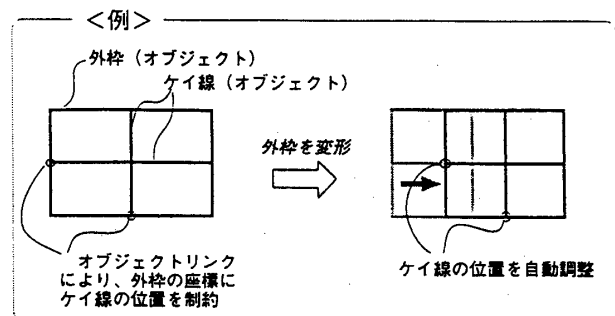 ＜例＞
外枠（オブジェクト）
ケイ線（オブジェクト）
外枠を変形
オブジェクトリンク
により、外枠の座標に
ケイ線の位置を制約
ケイ線の位置を自動調整